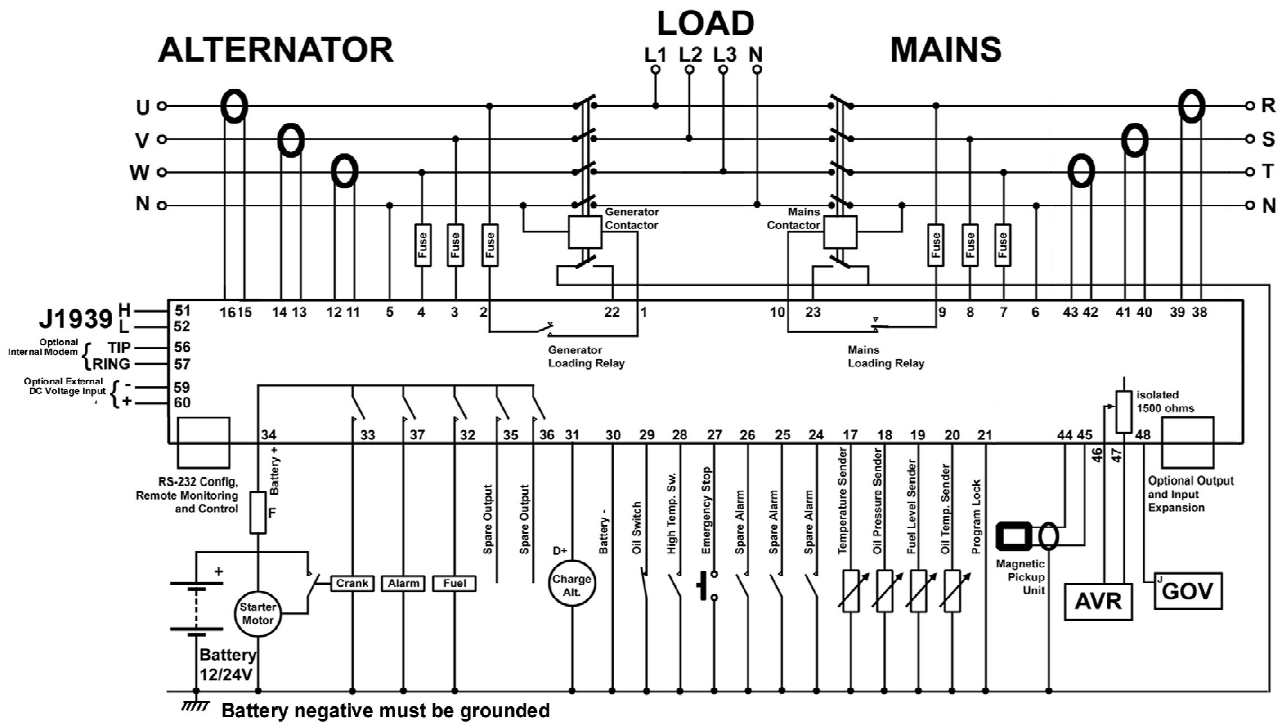 LOAD
ALTERNATOR
MAINS
L1 L2 L3 N
U
V
W
N
R
S
T
N
Generator
Contactor
Mains
Contactor
Fuse
Fuse
Fuse
Fuse
Fuse
Fuse
16 15 14 13 12 11 5 4 3 2 22 1 10 23 9 8 7 6 43 42 41 40 39 38
J1939
H 51
L 52
Optional
Internal Modem
TIP 56
RING 57
Optional External
DC Voltage Input
- 59
+ 60
Generator
Loading Relay
Mains
Loading Relay
isolated
1500 ohms
34 33 37 32 35 36 31 30 29 28 27 26 25 24 17 18 19 20 21 44 45 46 47 48
RS-232 Config,
Remote Monitoring
and Control
Battery +
F
Spare Output
Spare Output
Battery -
Oil Switch
High Temp. Sw.
Emergency Stop
Spare Alarm
Spare Alarm
Spare Alarm
Temperature Sender
Oil Pressure Sender
Fuel Level Sender
Oil Temp. Sender
Program Lock
Optional Output
and Input
Expansion
Magnetic
Pickup
Unit
AVR
J
GOV
+
Crank
Alarm
Fuel
D+
Charge
Alt.
Starter
Motor
Battery
12/24V
Battery negative must be grounded